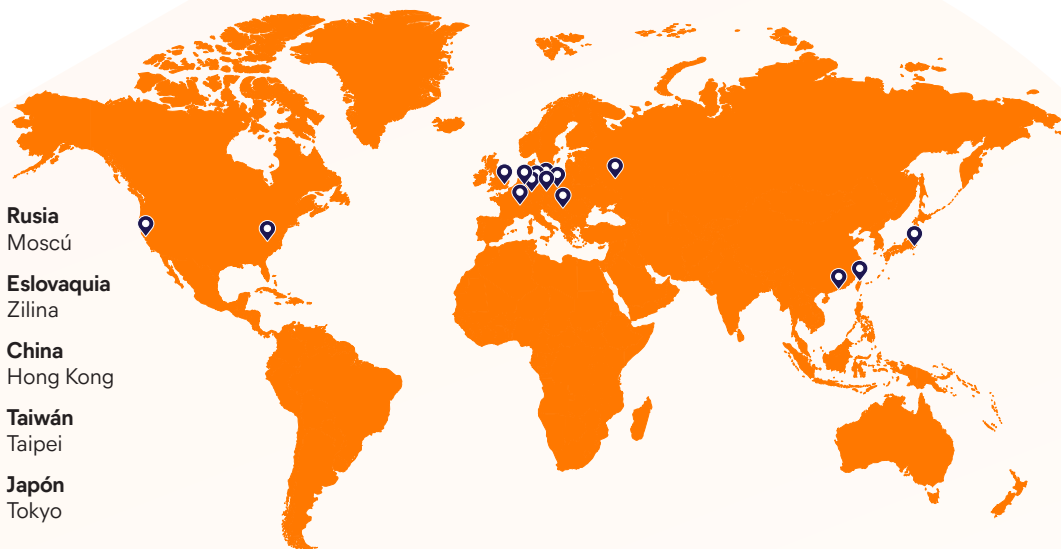 Rusia
Moscú
Eslovaquia
Zilina
China
Hong Kong
Taiwán
Taipei
Japón
Tokyo